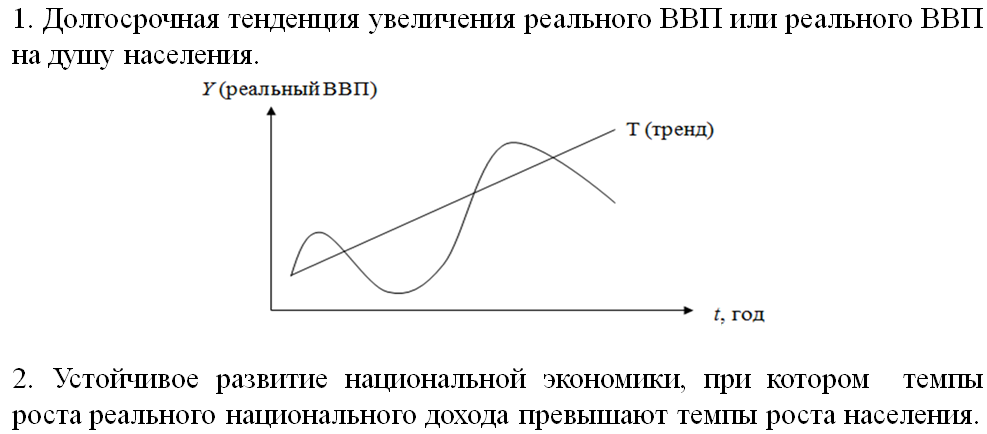 1. Долгосрочная тенденция увеличения реального ВВП или реального ВВП
на душу населения.
Y (реальный ВВП)
Т (тренд)
t, год
2. Устойчивое развитие национальной экономики, при котором темпы
роста реального национального дохода превышают темпы роста населения.